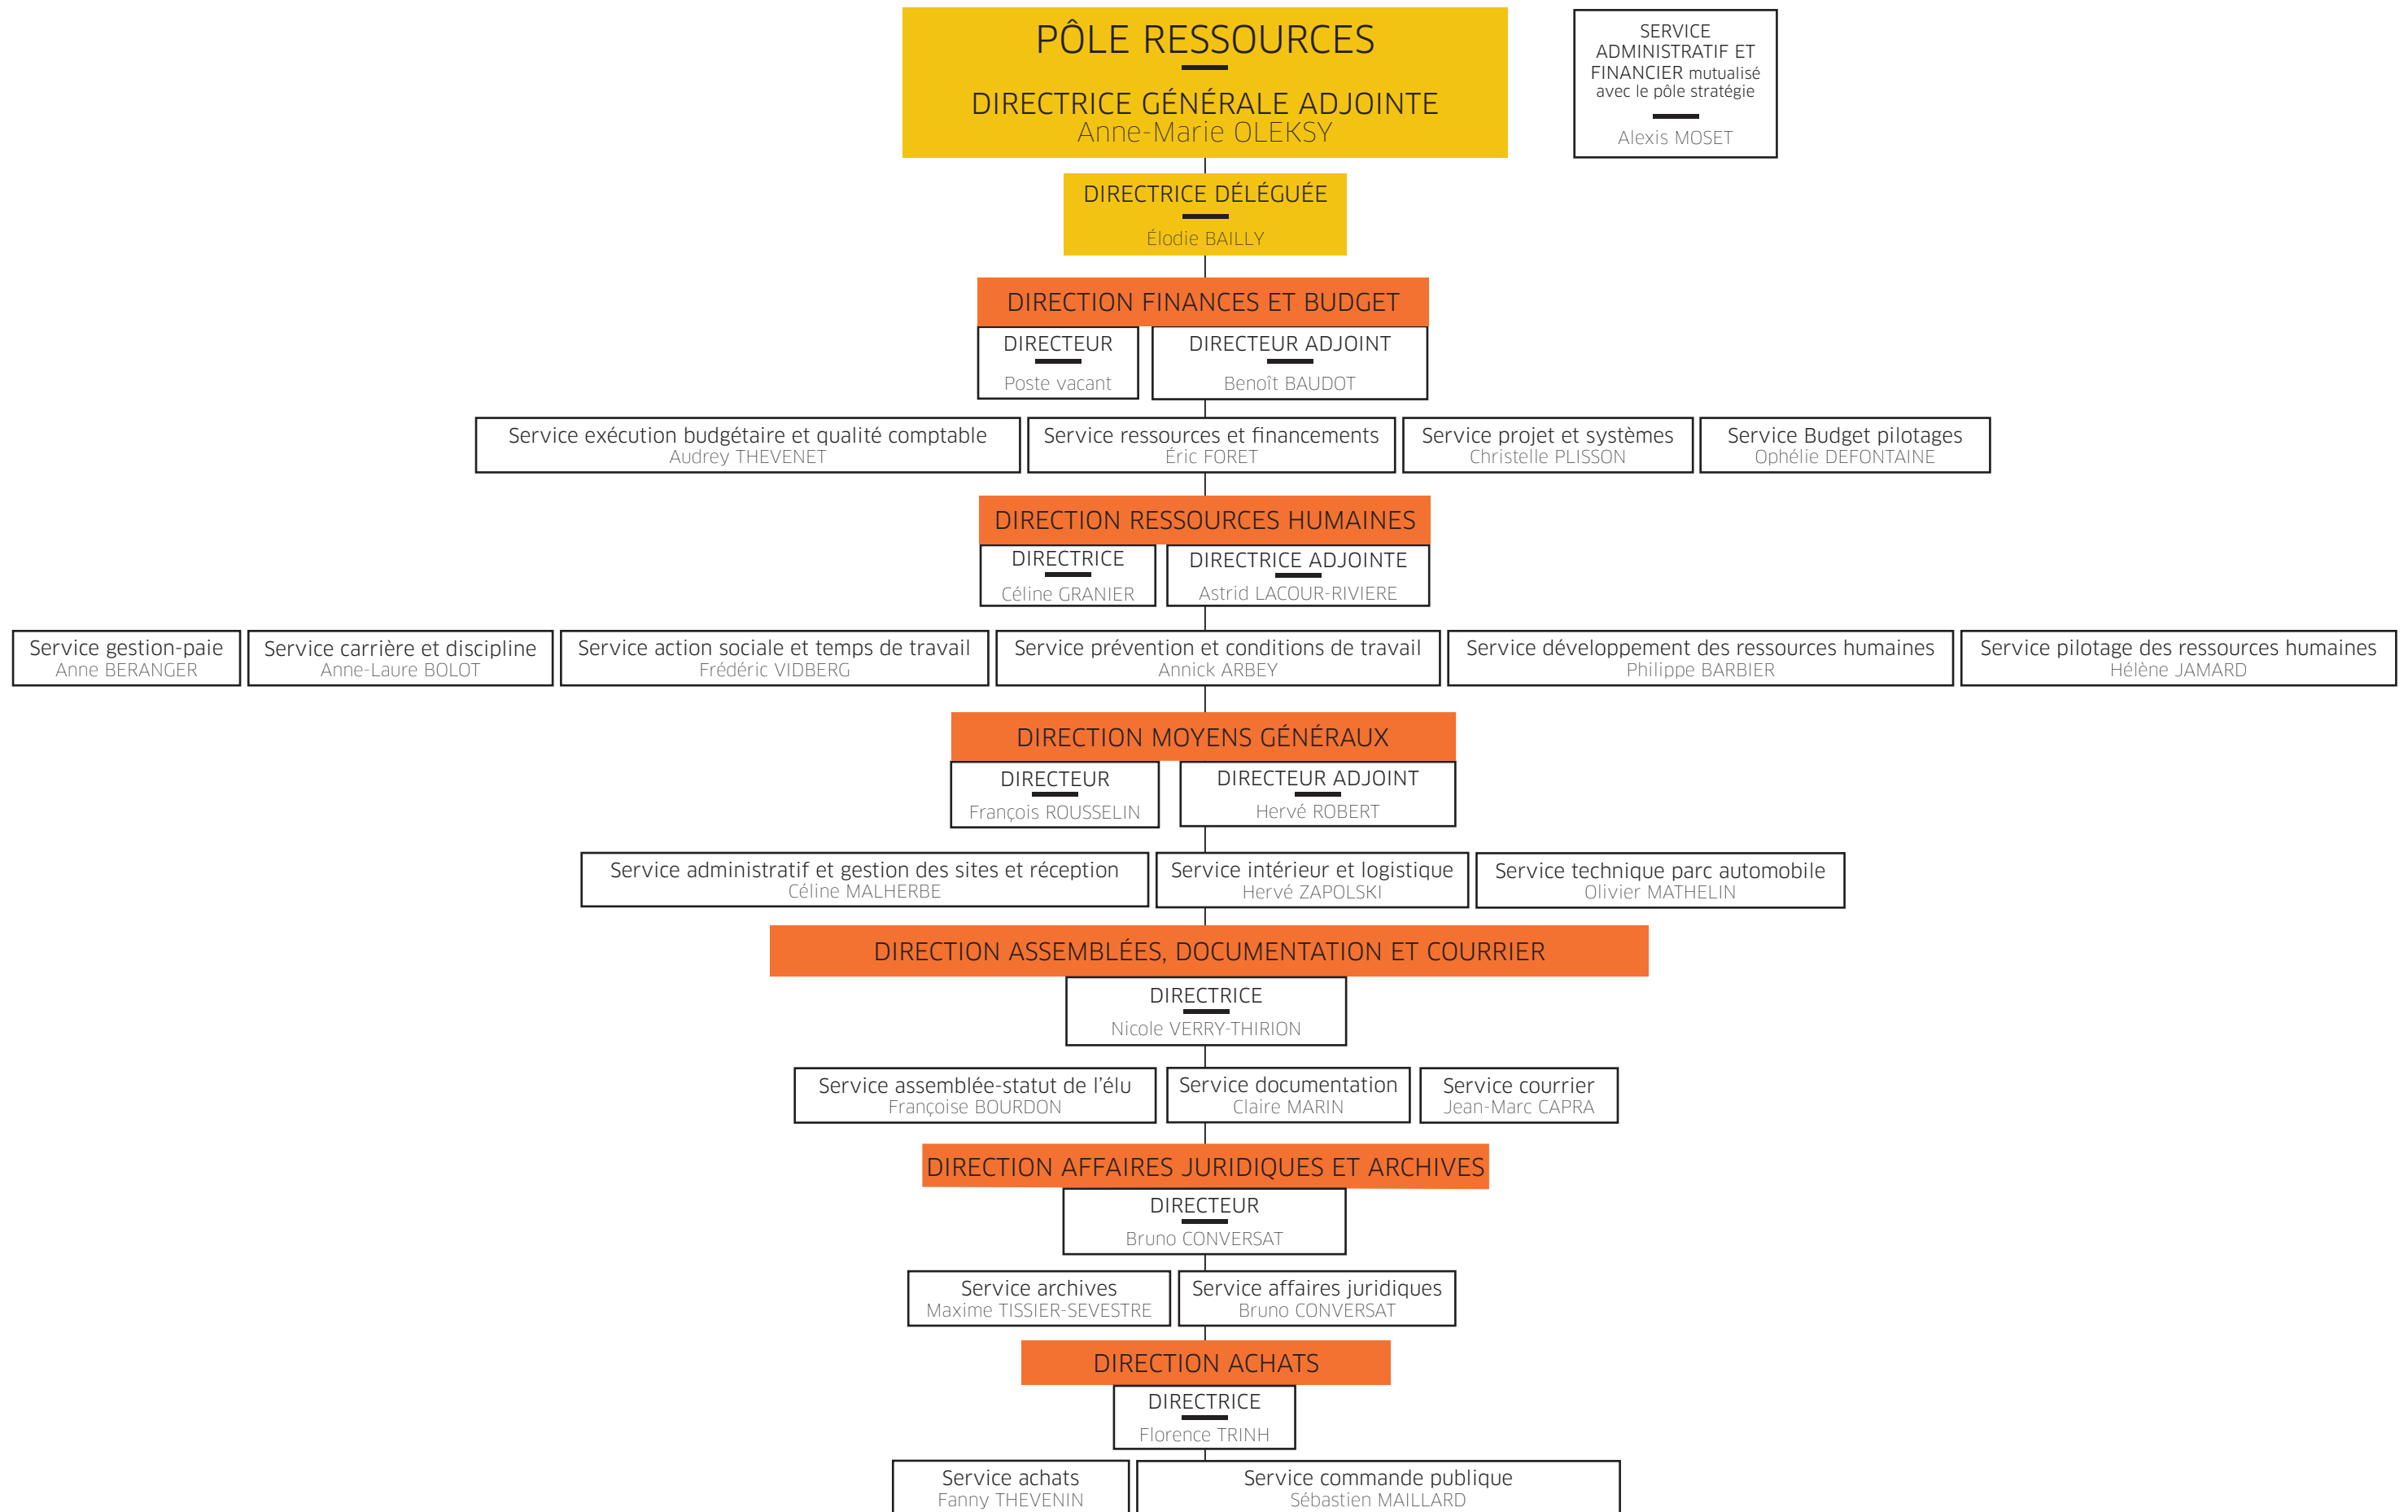 PÔLE RESSOURCES
DIRECTRICE GÉNÉRALE ADJOINTE
Anne-Marie OLEKSY
SERVICE
ADMINISTRATIF ET
FINANCIER mutualisé
avec le pôle stratégie
Alexis MOSET
DIRECTRICE DÉLÉGUÉE
Élodie BAILLY
DIRECTION FINANCES ET BUDGET
DIRECTEUR
Poste vacant
DIRECTEUR ADJOINT
Benoît BAUDOT
Service exécution budgétaire et qualité comptable
Audrey THEVENET
Service ressources et financements
Éric FORET
Service projet et systèmes
Christelle PLISSON
Service Budget pilotages
Ophélie DEFONTAINE
DIRECTION RESSOURCES HUMAINES
DIRECTRICE
Céline GRANIER
DIRECTRICE ADJOINTE
Astrid LACOUR-RIVIERE
Service gestion-paie
Anne BERANGER
Service carrière et discipline
Anne-Laure BOLOT
Service action sociale et temps de travail
Frédéric VIDBERG
Service prévention et conditions de travail
Annick ARBEY
Service développement des ressources humaines
Philippe BARBIER
Service pilotage des ressources humaines
Hélène JAMARD
DIRECTION MOYENS GÉNÉRAUX
DIRECTEUR
François ROUSSELIN
DIRECTEUR ADJOINT
Hervé ROBERT
Service administratif et gestion des sites et réception
Céline MALHERBE
Service intérieur et logistique
Hervé ZAPOLSKI
Service technique parc automobile
Olivier MATHELIN
DIRECTION ASSEMBLÉES, DOCUMENTATION ET COURRIER
DIRECTRICE
Nicole VERRY-THIRION
Service assemblée-statut de l'élu
Françoise BOURDON
Service documentation
Claire MARIN
Service courrier
Jean-Marc CAPRA
DIRECTION AFFAIRES JURIDIQUES ET ARCHIVES
DIRECTEUR
Bruno CONVERSAT
Service archives
Maxime TISSIER-SEVESTRE
Service affaires juridiques
Bruno CONVERSAT
DIRECTION ACHATS
DIRECTRICE
Florence TRINH
Service achats
Fanny THEVENIN
Service commande publique
Sébastien MAILLARD